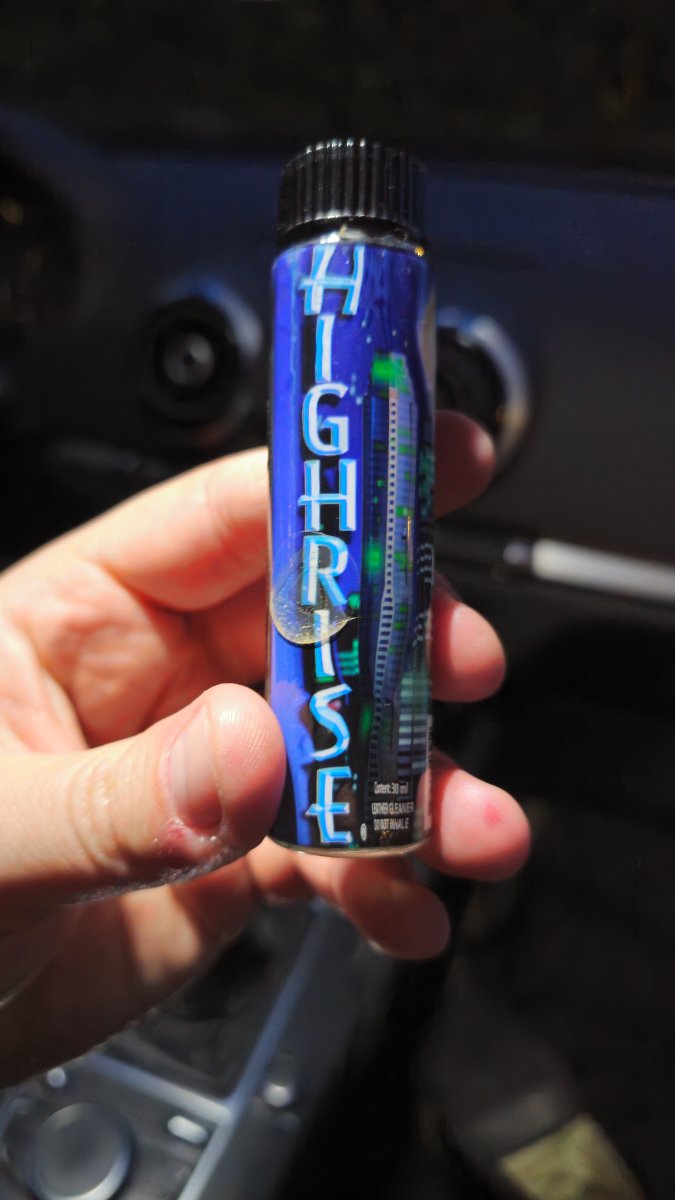 HIGHRISE
Content: 30 ml
LEATHER CLEANER
DO NOT INHALE